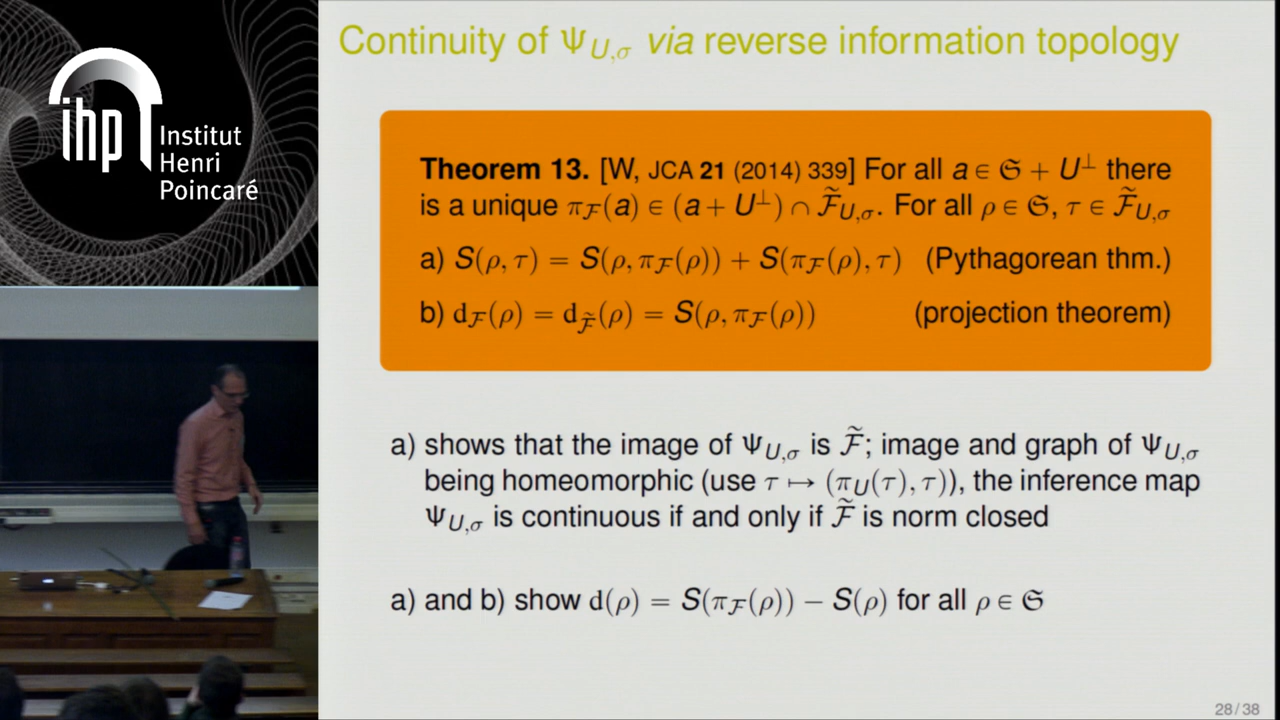 ihp Institut
Henri
Poincaré
Continuity of Ψ_{U,σ} via reverse information topology
Theorem 13. [W, JCA 21 (2014) 339] For all a ∈ 𝔖 + U^⊥ there
is a unique π_ℱ(a) ∈ (a + U^⊥) ∩ ℱ̃_{U,σ}. For all ρ ∈ 𝔖, τ ∈ ℱ̃_{U,σ}
a) S(ρ, τ) = S(ρ, π_ℱ(ρ)) + S(π_ℱ(ρ), τ) (Pythagorean thm.)
b) d_ℱ(ρ) = d_ℱ̃(ρ) = S(ρ, π_ℱ(ρ)) (projection theorem)
a) shows that the image of Ψ_{U,σ} is ℱ̃; image and graph of Ψ_{U,σ}
being homeomorphic (use τ ↦ (π_U(τ), τ)), the inference map
Ψ_{U,σ} is continuous if and only if ℱ̃ is norm closed
a) and b) show d(ρ) = S(π_ℱ(ρ)) − S(ρ) for all ρ ∈ 𝔖
28 / 38